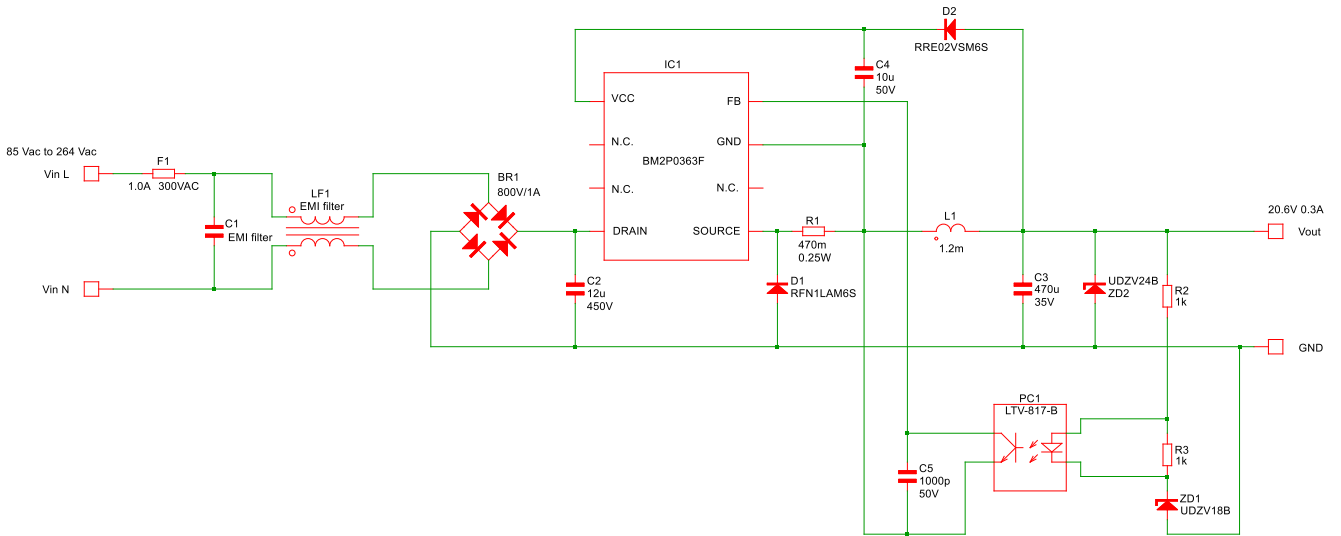 D2
RRE02VSM6S
IC1
C4
10u
50V
VCC
FB
N.C.
GND
BM2P0363F
N.C.
N.C.
DRAIN
SOURCE
85 Vac to 264 Vac
Vin L
F1
1.0A 300VAC
LF1
EMI filter
BR1
800V/1A
C1
EMI filter
Vin N
C2
12u
450V
R1
470m
0.25W
D1
RFN1LAM6S
L1
1.2m
20.6V 0.3A
Vout
C3
470u
35V
UDZV24B
ZD2
R2
1k
GND
PC1
LTV-817-B
R3
1k
C5
1000p
50V
ZD1
UDZV18B